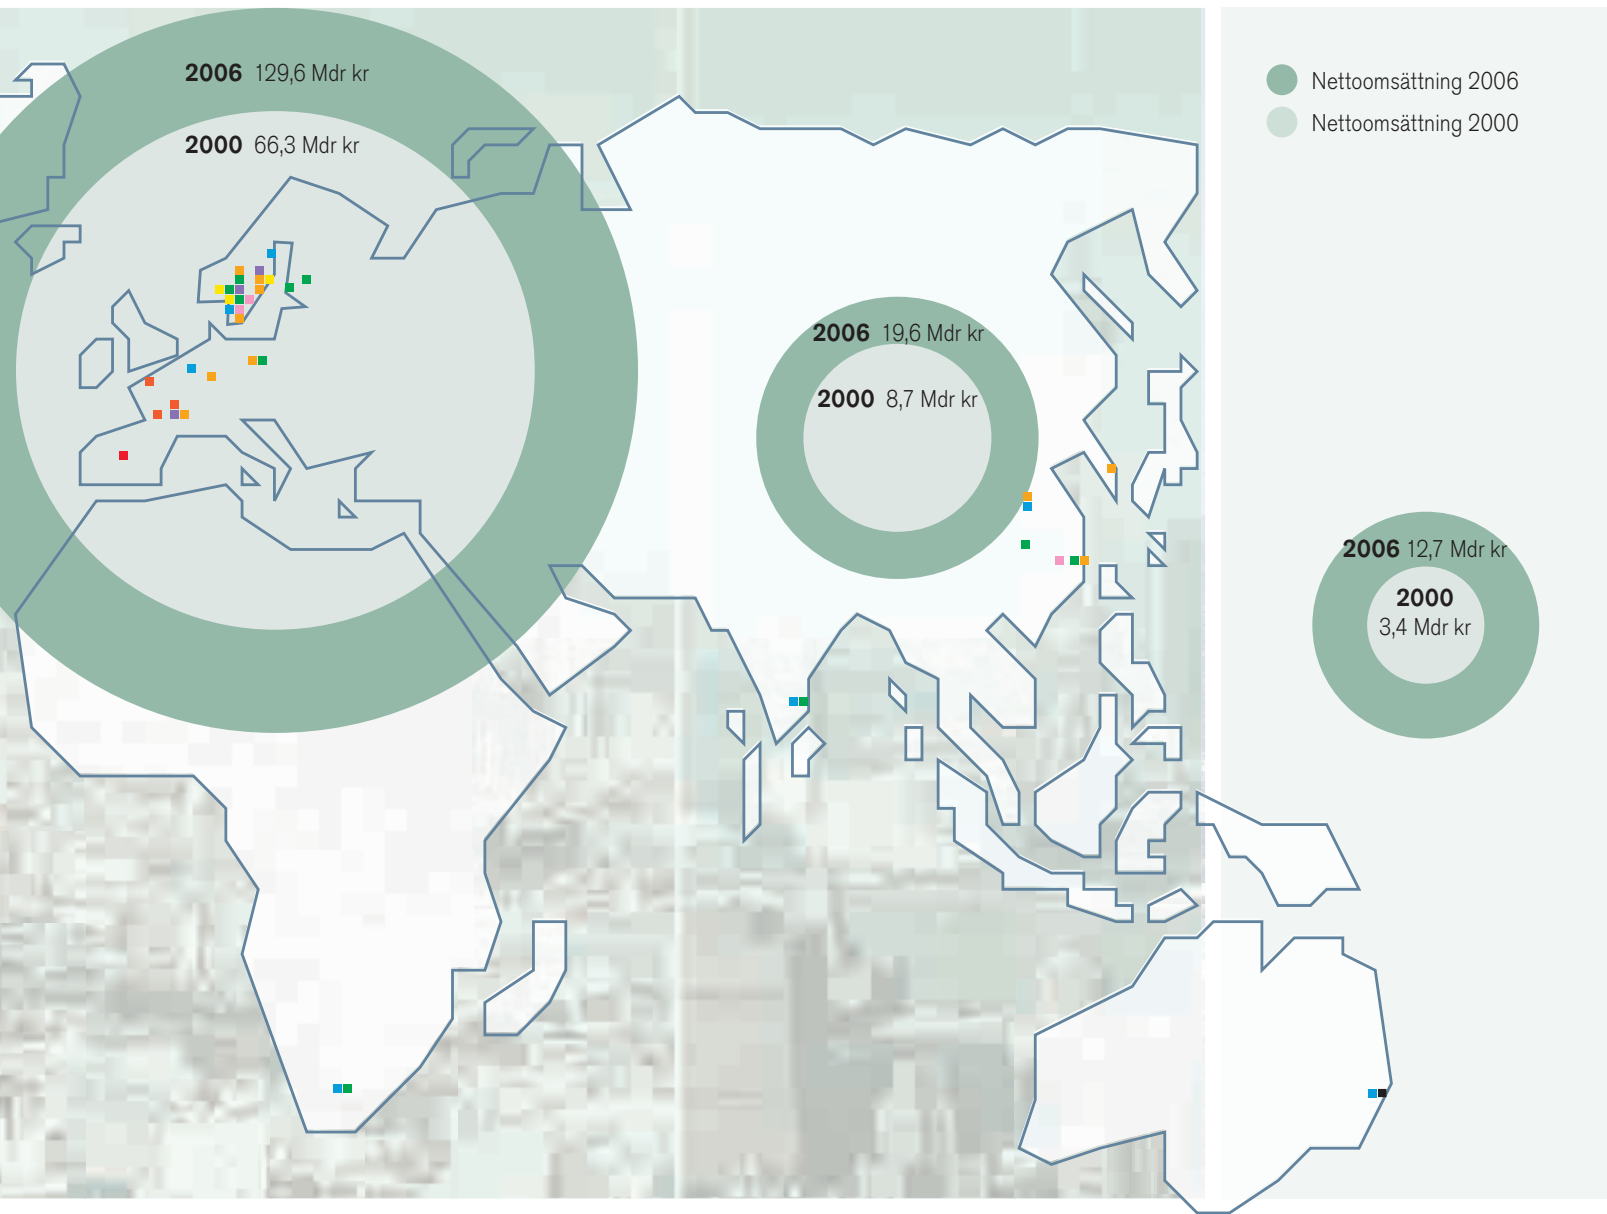 2006 129,6 Mdr kr
2000 66,3 Mdr kr
Nettoomsättning 2006
Nettoomsättning 2000
2006 19,6 Mdr kr
2000 8,7 Mdr kr
2006 12,7 Mdr kr
2000
3,4 Mdr kr